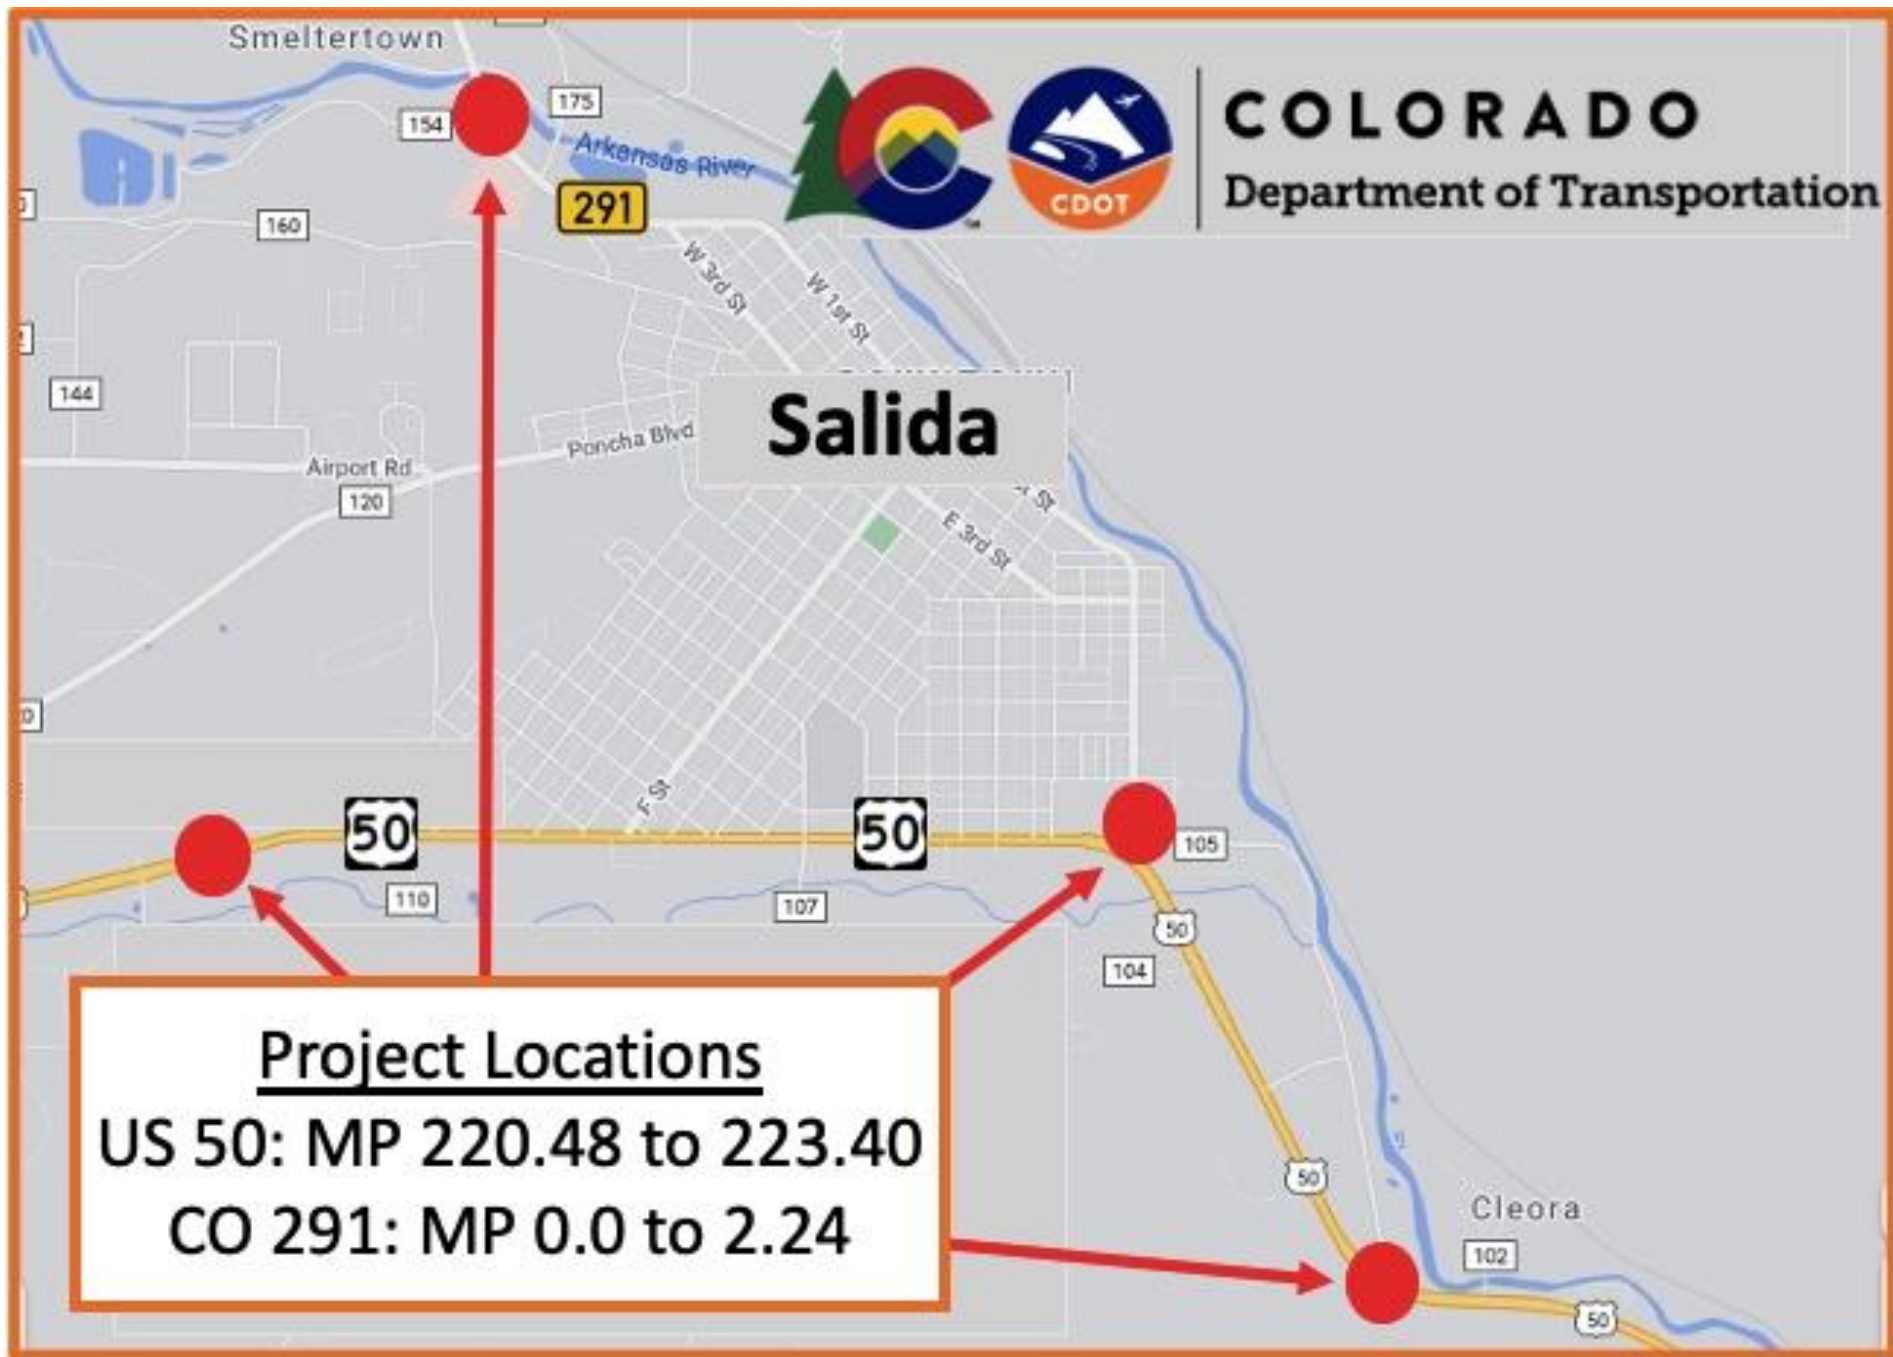 Smeltertown
175
154
Arkansas River
291
160
CDOT
COLORADO
Department of Transportation
W 3rd St
W 1st St
144
Salida
Poncha Blvd
Airport Rd
120
St
E 3rd St
F St
50
50
105
110
107
50
104
Project Locations
US 50: MP 220.48 to 223.40
CO 291: MP 0.0 to 2.24
50
Cleora
102
50